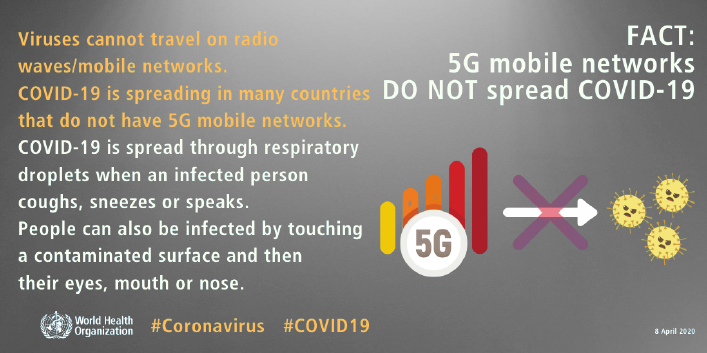 Viruses cannot travel on radio
waves/mobile networks.
COVID-19 is spreading in many countries
that do not have 5G mobile networks.
COVID-19 is spread through respiratory
droplets when an infected person
coughs, sneezes or speaks.
People can also be infected by touching
a contaminated surface and then
their eyes, mouth or nose.
FACT:
5G mobile networks
DO NOT spread COVID-19
5G
World Health
Organization
#Coronavirus #COVID19
8 April 2020